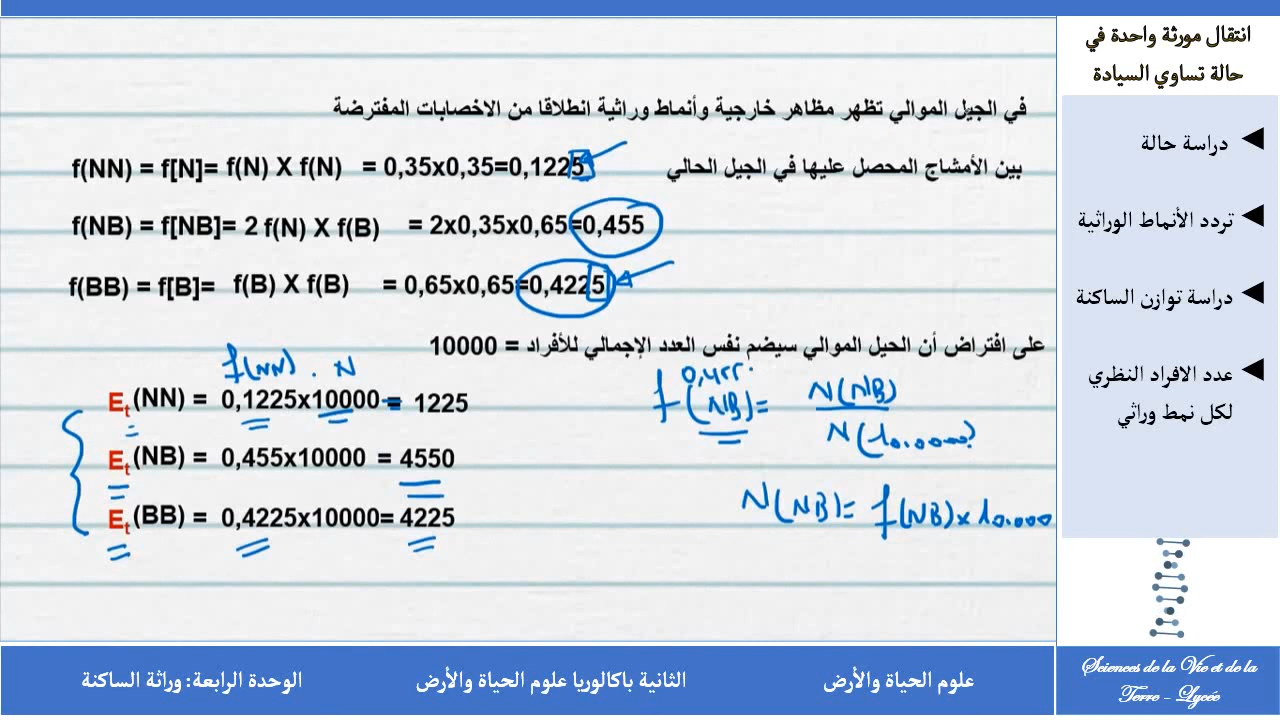 انتقال مورثة واحدة في
حالة تساوي السيادة
دراسة حالة
تردد الأنماط الوراثية
دراسة توازن الساكنة
عدد الافراد النظري
لكل نمط وراثي
في الجيل الموالي تظهر مظاهر خارجية وأنماط وراثية انطلاقا من الاخصابات المفترضة
بين الأمشاج المحصل عليها في الجيل الحالي
f(NN) = f[N]= f(N) X f(N) = 0,35x0,35=0,1225
f(NB) = f[NB]= 2 f(N) X f(B) = 2x0,35x0,65=0,455
f(BB) = f[B]= f(B) X f(B) = 0,65x0,65=0,4225
على افتراض أن الحيل الموالي سيضم نفس العدد الإجمالي للأفراد = 10000
f(NN) . N
Et (NN) = 0,1225x10000 = 1225
Et (NB) = 0,455x10000 = 4550
Et (BB) = 0,4225x10000= 4225
f(NB)= N(NB)
N(NB)= f(NB)x10.000
علوم الحياة والأرض
الثانية باكالوريا علوم الحياة والأرض
الوحدة الرابعة: وراثة الساكنة
Sciences de la Vie et de la
Terre – Lycée